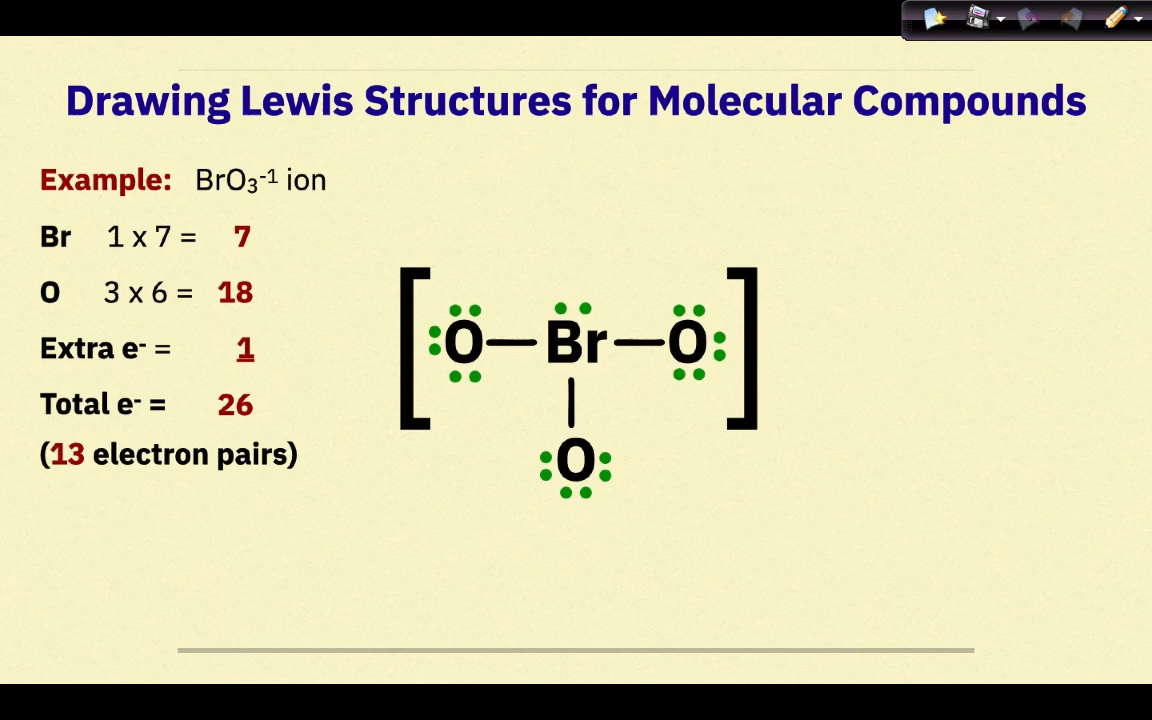 Drawing Lewis Structures for Molecular Compounds
Example: BrO₃⁻¹ ion
Br 1 x 7 = 7
O 3 x 6 = 18
Extra e⁻ = 1
Total e⁻ = 26
(13 electron pairs)
[O—Br—O]
O